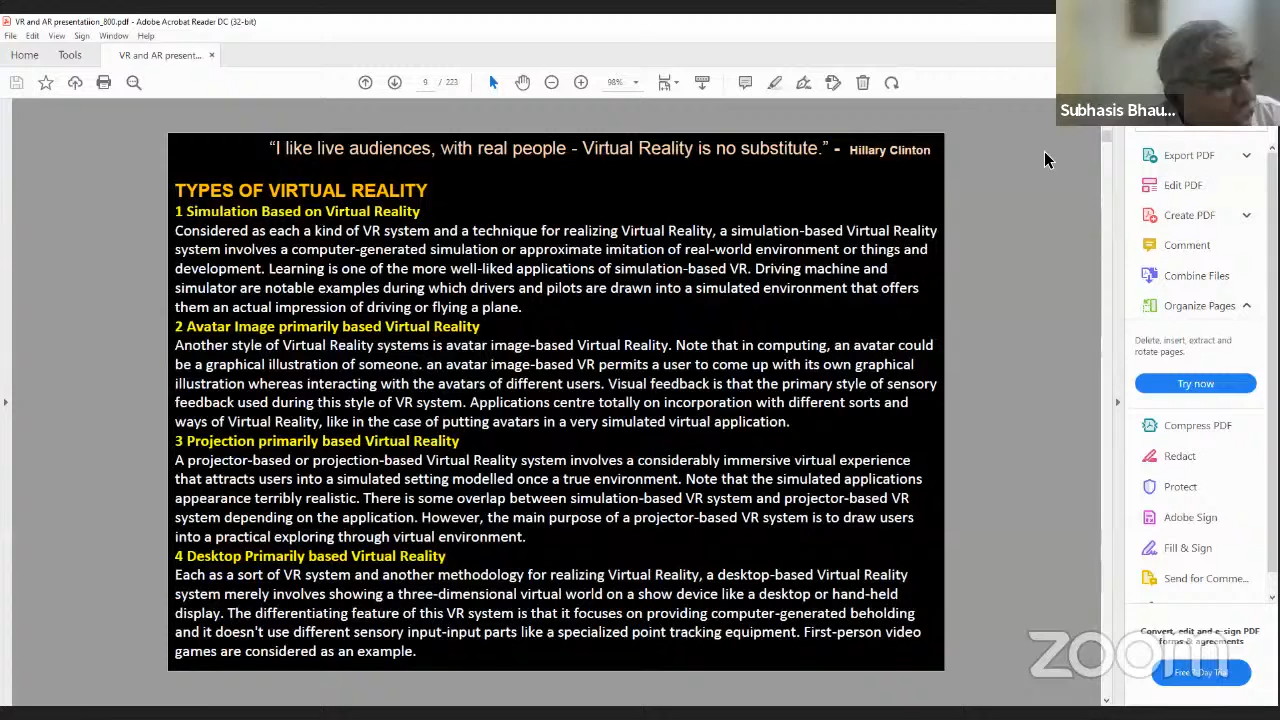 VR and AR presentatiion_800.pdf - Adobe Acrobat Reader DC (32-bit)
File Edit View Sign Window Help
Home Tools VR and AR present... ×
9 / 223 98%
Subhasis Bhau...
“I like live audiences, with real people - Virtual Reality is no substitute.” - Hillary Clinton
TYPES OF VIRTUAL REALITY
1 Simulation Based on Virtual Reality
Considered as each a kind of VR system and a technique for realizing Virtual Reality, a simulation-based Virtual Reality
system involves a computer-generated simulation or approximate imitation of real-world environment or things and
development. Learning is one of the more well-liked applications of simulation-based VR. Driving machine and
simulator are notable examples during which drivers and pilots are drawn into a simulated environment that offers
them an actual impression of driving or flying a plane.
2 Avatar Image primarily based Virtual Reality
Another style of Virtual Reality systems is avatar image-based Virtual Reality. Note that in computing, an avatar could
be a graphical illustration of someone. an avatar image-based VR permits a user to come up with its own graphical
illustration whereas interacting with the avatars of different users. Visual feedback is that the primary style of sensory
feedback used during this style of VR system. Applications centre totally on incorporation with different sorts and
ways of Virtual Reality, like in the case of putting avatars in a very simulated virtual application.
3 Projection primarily based Virtual Reality
A projector-based or projection-based Virtual Reality system involves a considerably immersive virtual experience
that attracts users into a simulated setting modelled once a true environment. Note that the simulated applications
appearance terribly realistic. There is some overlap between simulation-based VR system and projector-based VR
system depending on the application. However, the main purpose of a projector-based VR system is to draw users
into a practical exploring through virtual environment.
4 Desktop Primarily based Virtual Reality
Each as a sort of VR system and another methodology for realizing Virtual Reality, a desktop-based Virtual Reality
system merely involves showing a three-dimensional virtual world on a show device like a desktop or hand-held
display. The differentiating feature of this VR system is that it focuses on providing computer-generated beholding
and it doesn't use different sensory input-input parts like a specialized point tracking equipment. First-person video
games are considered as an example.
Export PDF
Edit PDF
Create PDF
Comment
Combine Files
Organize Pages
Delete, insert, extract and
rotate pages.
Try now
Compress PDF
Redact
Protect
Adobe Sign
Fill & Sign
Send for Comme...
Convert, edit and e-sign PDF
forms & agreements
Free 7-Day Trial
zoom